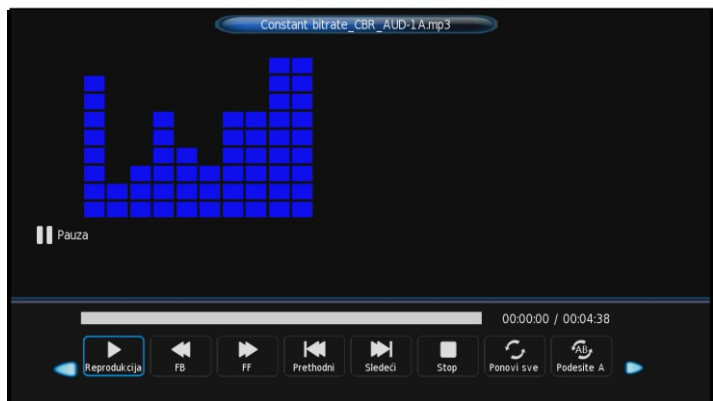 Constant bitrate_CBR_AUD-1A.mp3
Pauza
00:00:00 / 00:04:38
Reprodukcija FB FF Prethodni Sledeći Stop Ponovi sve AB Podesite A